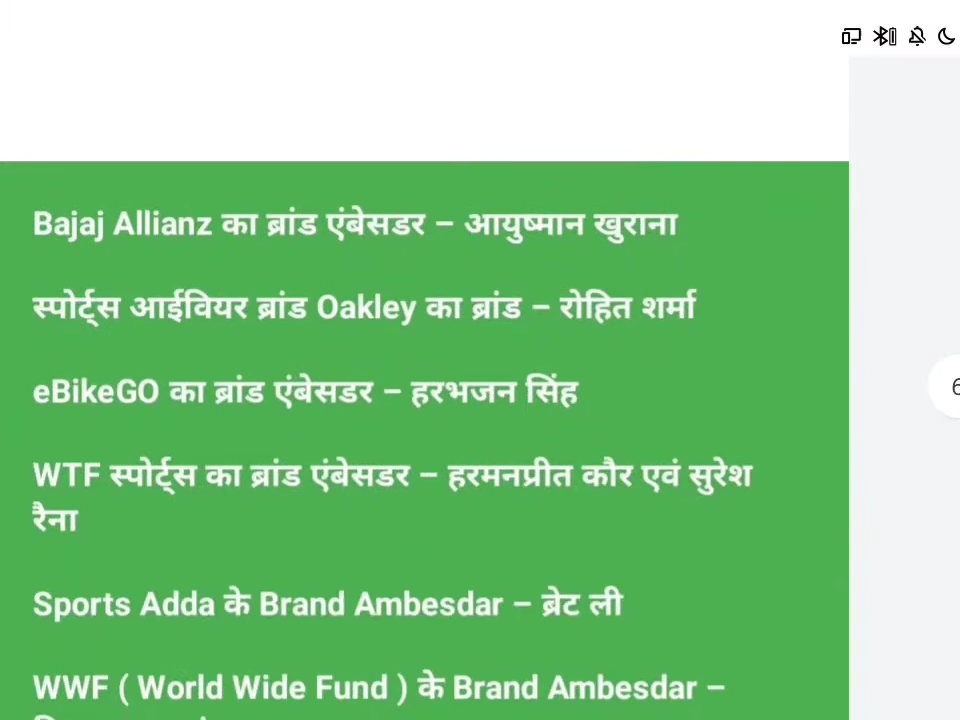 Bajaj Allianz का ब्रांड एंबेसडर – आयुष्मान खुराना
स्पोर्ट्स आईवियर ब्रांड Oakley का ब्रांड – रोहित शर्मा
eBikeGO का ब्रांड एंबेसडर – हरभजन सिंह
WTF स्पोर्ट्स का ब्रांड एंबेसडर – हरमनप्रीत कौर एवं सुरेश
रैना
Sports Adda के Brand Ambesdar – ब्रेट ली
WWF ( World Wide Fund ) के Brand Ambesdar –